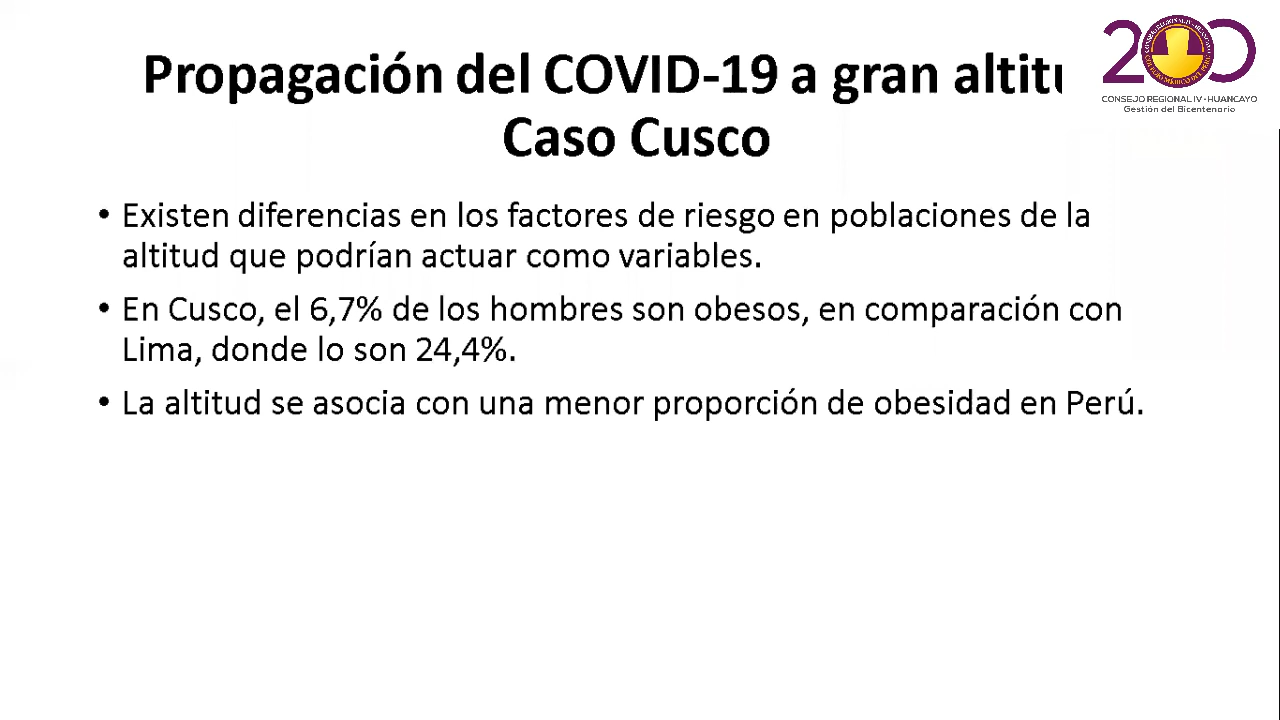 Propagación del COVID-19 a gran
Caso Cusco
• Existen diferencias en los factores de riesgo en poblaciones de la
altitud que podrían actuar como variables.
• En Cusco, el 6,7% de los hombres son obesos, en comparación con
Lima, donde lo son 24,4%.
• La altitud se asocia con una menor proporción de obesidad en Perú.
200
CONSEJO REGIONAL IV - HUANCAYO
Gestión del Bicentenario